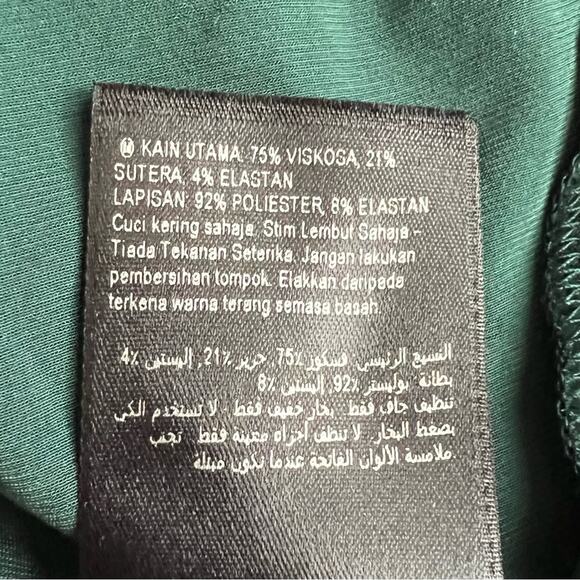 Ⓜ KAIN UTAMA: 75% VISKOSA, 21%
SUTERA, 4% ELASTAN
LAPISAN: 92% POLIESTER, 8% ELASTAN
Cuci kering sahaja. Stim Lembut Sahaja -
Tiada Tekanan Seterika. Jangan lakukan
pembersihan tompok. Elakkan daripada
terkena warna terang semasa basah.
النسيج الرئيسي: فسكوز 75٪, حرير 21٪, إليستين 4٪
بطانة: بوليستر 92٪, إليستين 8٪
تنظيف جاف فقط. بخار خفيف فقط. لا تستخدم الكي
بضغط البخار. لا تنظف أجزاء معينة فقط. تجنب
ملامسة الألوان الفاتحة عندما تكون مبتلة